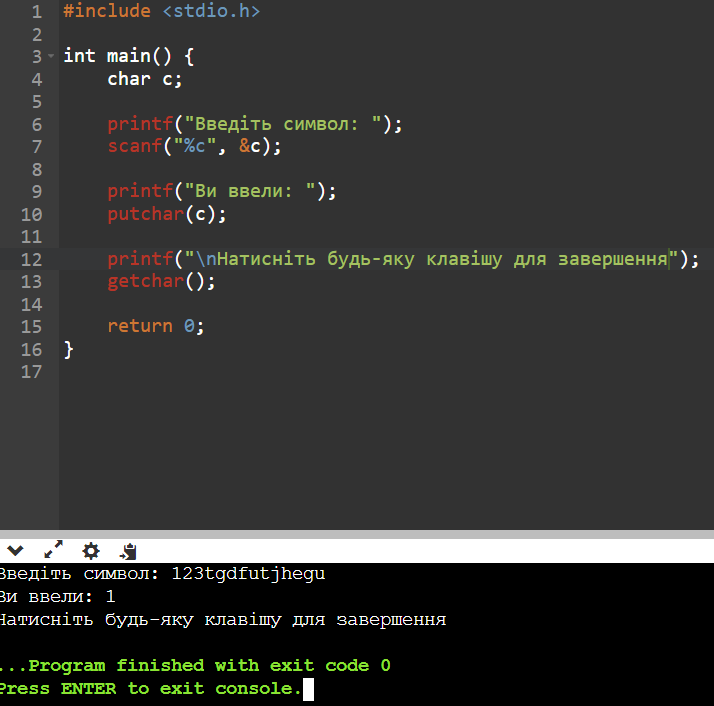 1 #include <stdio.h>
2
3 int main() {
4 char c;
5
6 printf("Введіть символ: ");
7 scanf("%c", &c);
8
9 printf("Ви ввели: ");
10 putchar(c);
11
12 printf("\nНатисніть будь-яку клавішу для завершення");
13 getchar();
14
15 return 0;
16 }
17
Введіть символ: 123tgdfutjhegu
Ви ввели: 1
Натисніть будь-яку клавішу для завершення
...Program finished with exit code 0
Press ENTER to exit console.